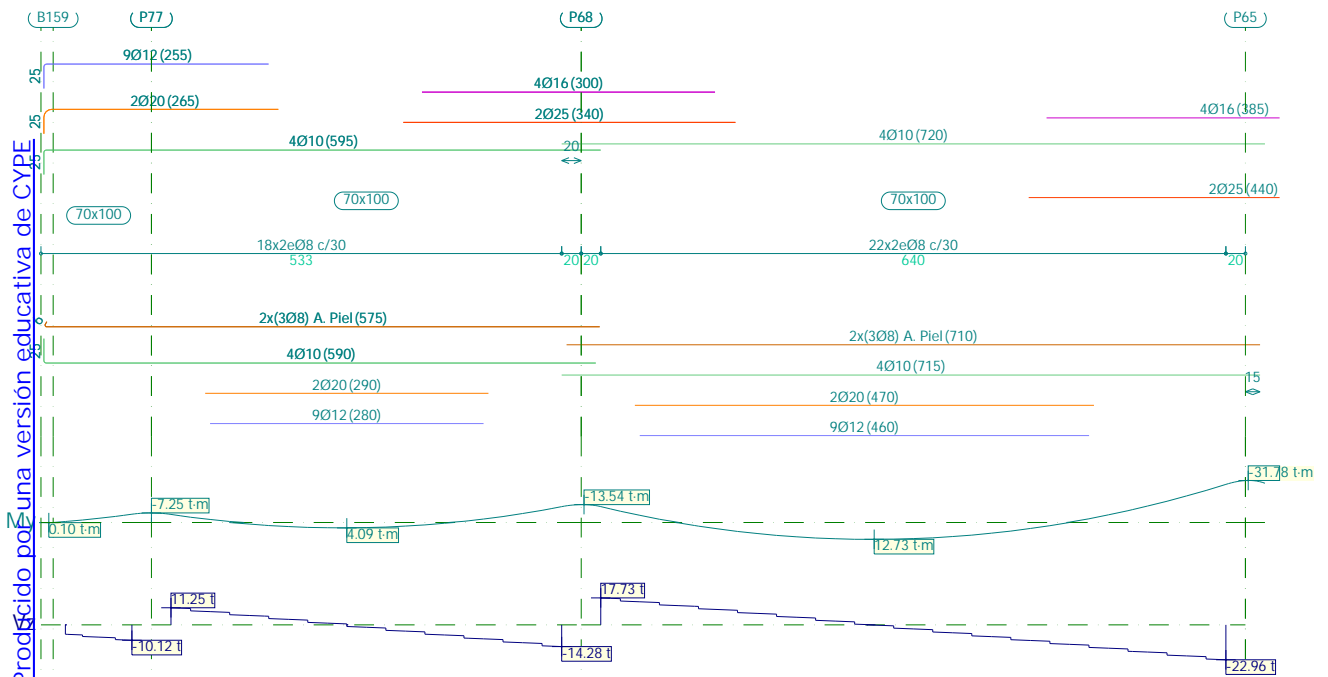 B159 P77 P68 P65
9Ø12 (255)
25
4Ø16 (300)
2Ø20 (265)
25
2Ø25 (340)
4Ø16 (385)
4Ø10 (595)
25
20
4Ø10 (720)
2Ø25 (440)
70x100
70x100
70x100
18x2eØ8 c/30
533
20 20
22x2eØ8 c/30
640
20
6
2x(3Ø8) A. Piel (575)
2x(3Ø8) A. Piel (710)
25
4Ø10 (590)
4Ø10 (715)
15
2Ø20 (290)
2Ø20 (470)
9Ø12 (280)
9Ø12 (460)
My
0.10 t·m
-7.25 t·m
4.09 t·m
-13.54 t·m
12.73 t·m
-31.78 t·m
-10.12 t
11.25 t
-14.28 t
17.73 t
-22.96 t
Producido por una versión educativa de CYPE